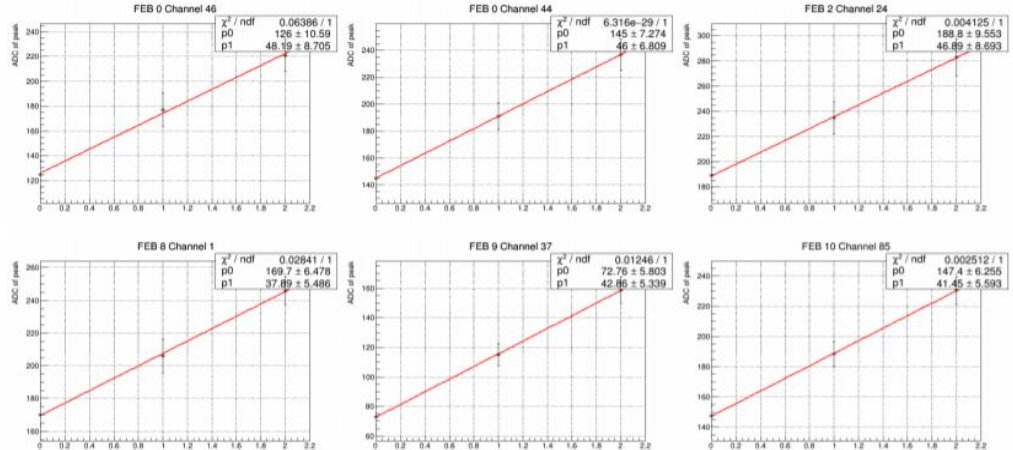 FEB 0 Channel 46
χ² / ndf 0.06386 / 1
p0 126 ± 10.59
p1 48.19 ± 8.705
ADC of peak
240
220
200
180
160
140
120
0 0.2 0.4 0.6 0.8 1 1.2 1.4 1.6 1.8 2 2.2
FEB 0 Channel 44
χ² / ndf 6.316e-29 / 1
p0 145 ± 7.274
p1 46 ± 6.809
ADC of peak
240
220
200
180
160
140
0 0.2 0.4 0.6 0.8 1 1.2 1.4 1.6 1.8 2 2.2
FEB 2 Channel 24
χ² / ndf 0.004125 / 1
p0 188.8 ± 9.553
p1 46.89 ± 8.693
ADC of peak
300
280
260
240
220
200
180
0 0.2 0.4 0.6 0.8 1 1.2 1.4 1.6 1.8 2 2.2
FEB 8 Channel 1
χ² / ndf 0.02841 / 1
p0 169.7 ± 6.478
p1 37.89 ± 5.486
ADC of peak
260
240
220
200
180
160
0 0.2 0.4 0.6 0.8 1 1.2 1.4 1.6 1.8 2 2.2
FEB 9 Channel 37
χ² / ndf 0.01246 / 1
p0 72.76 ± 5.803
p1 42.86 ± 5.339
ADC of peak
160
140
120
100
80
60
0 0.2 0.4 0.6 0.8 1 1.2 1.4 1.6 1.8 2 2.2
FEB 10 Channel 85
χ² / ndf 0.002512 / 1
p0 147.4 ± 6.255
p1 41.45 ± 5.593
ADC of peak
240
220
200
180
160
140
0 0.2 0.4 0.6 0.8 1 1.2 1.4 1.6 1.8 2 2.2